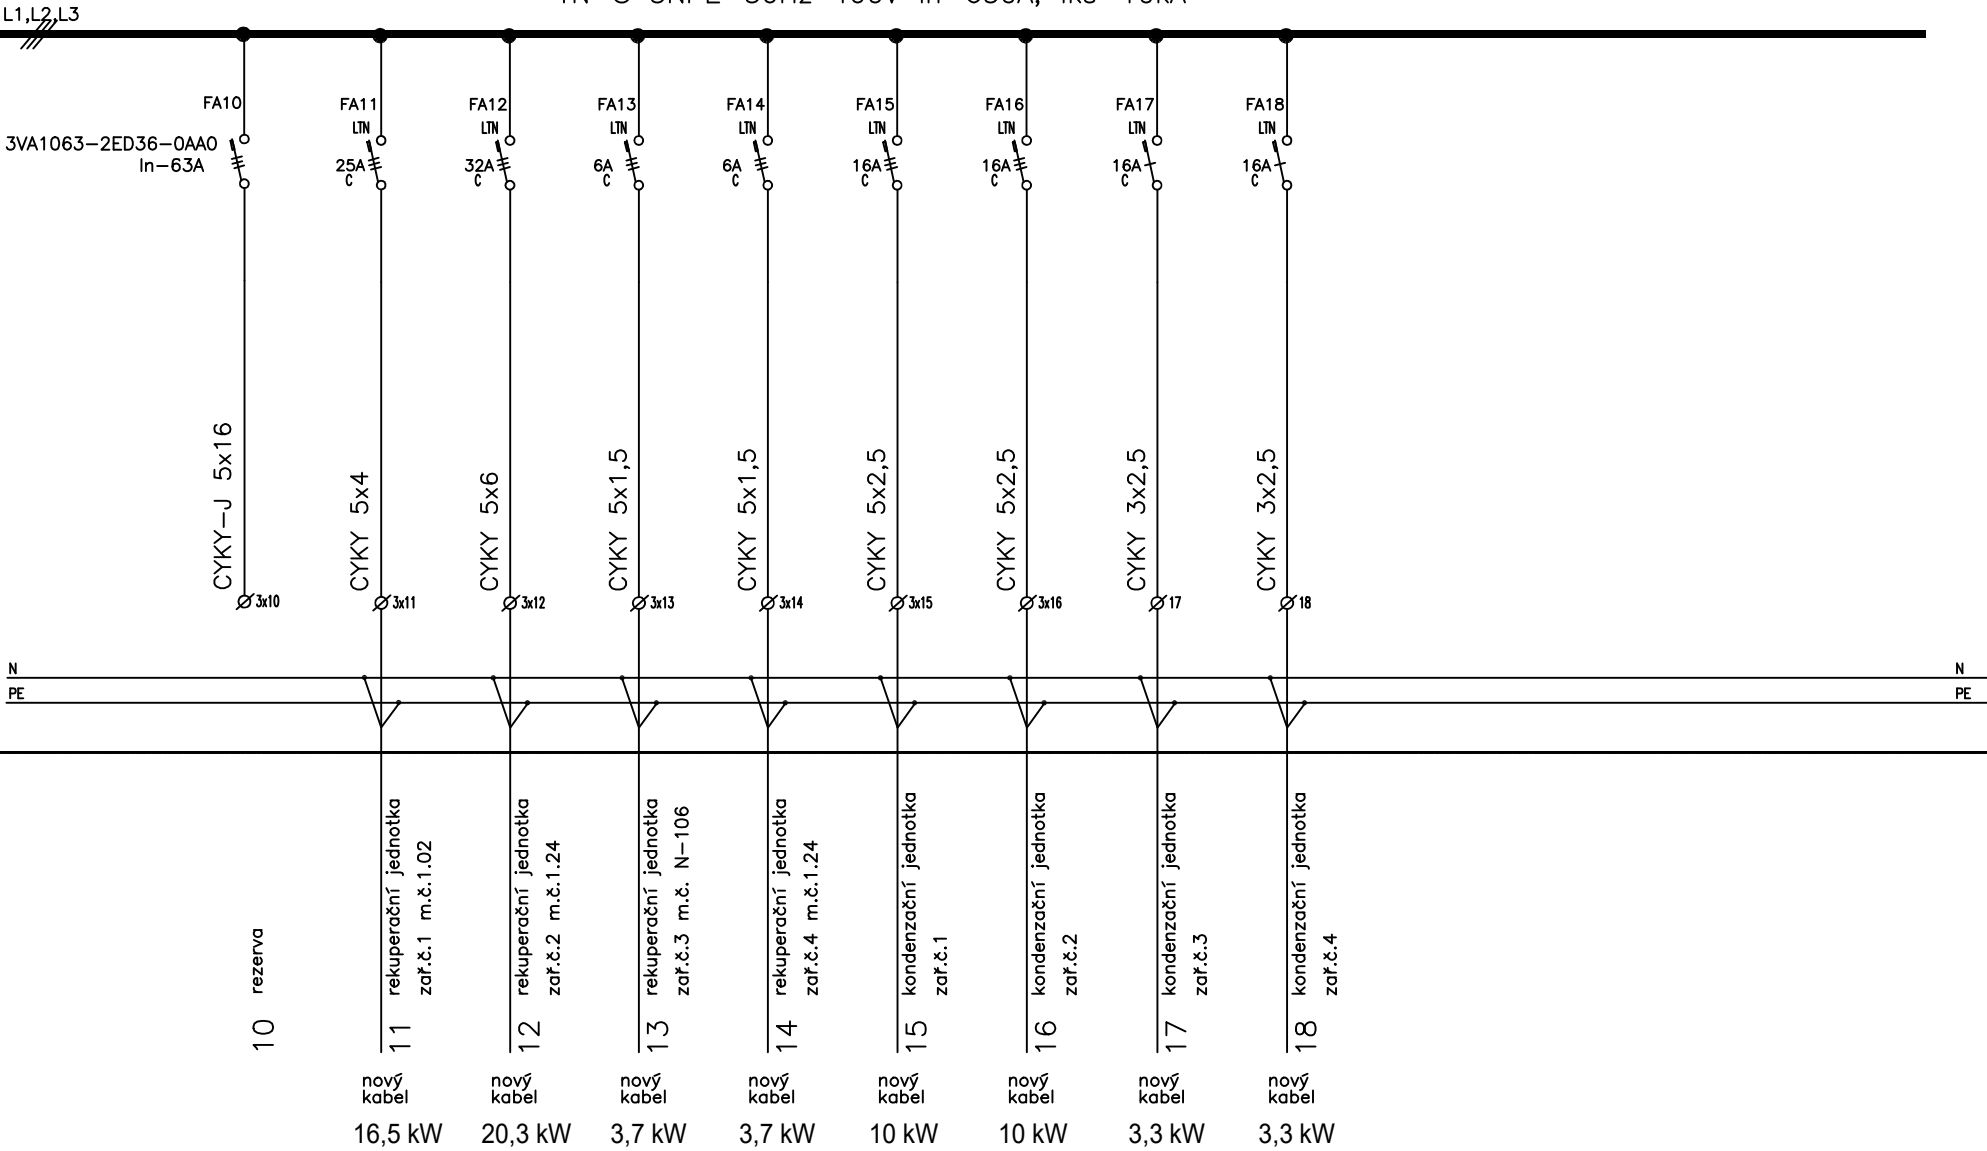 L1,L2,L3
FA10
FA11
FA12
FA13
FA14
FA15
FA16
FA17
FA18
LTN
LTN
LTN
LTN
LTN
LTN
LTN
LTN
3VA1063-2ED36-0AA0
In-63A
25A
C
32A
C
6A
C
6A
C
16A
C
16A
C
16A
C
16A
C
CYKY-J 5x16
CYKY 5x4
CYKY 5x6
CYKY 5x1,5
CYKY 5x1,5
CYKY 5x2,5
CYKY 5x2,5
CYKY 3x2,5
CYKY 3x2,5
3x10
3x11
3x12
3x13
3x14
3x15
3x16
17
18
N
N
PE
PE
10 rezerva
11 rekuperační jednotka
zař.č.1 m.č.1.02
12 rekuperační jednotka
zař.č.2 m.č.1.24
13 rekuperační jednotka
zař.č.3 m.č. N-106
14 rekuperační jednotka
zař.č.4 m.č.1.24
15 kondenzační jednotka
zař.č.1
16 kondenzační jednotka
zař.č.2
17 kondenzační jednotka
zař.č.3
18 kondenzační jednotka
zař.č.4
nový
kabel
nový
kabel
nový
kabel
nový
kabel
nový
kabel
nový
kabel
nový
kabel
nový
kabel
16,5 kW
20,3 kW
3,7 kW
3,7 kW
10 kW
10 kW
3,3 kW
3,3 kW